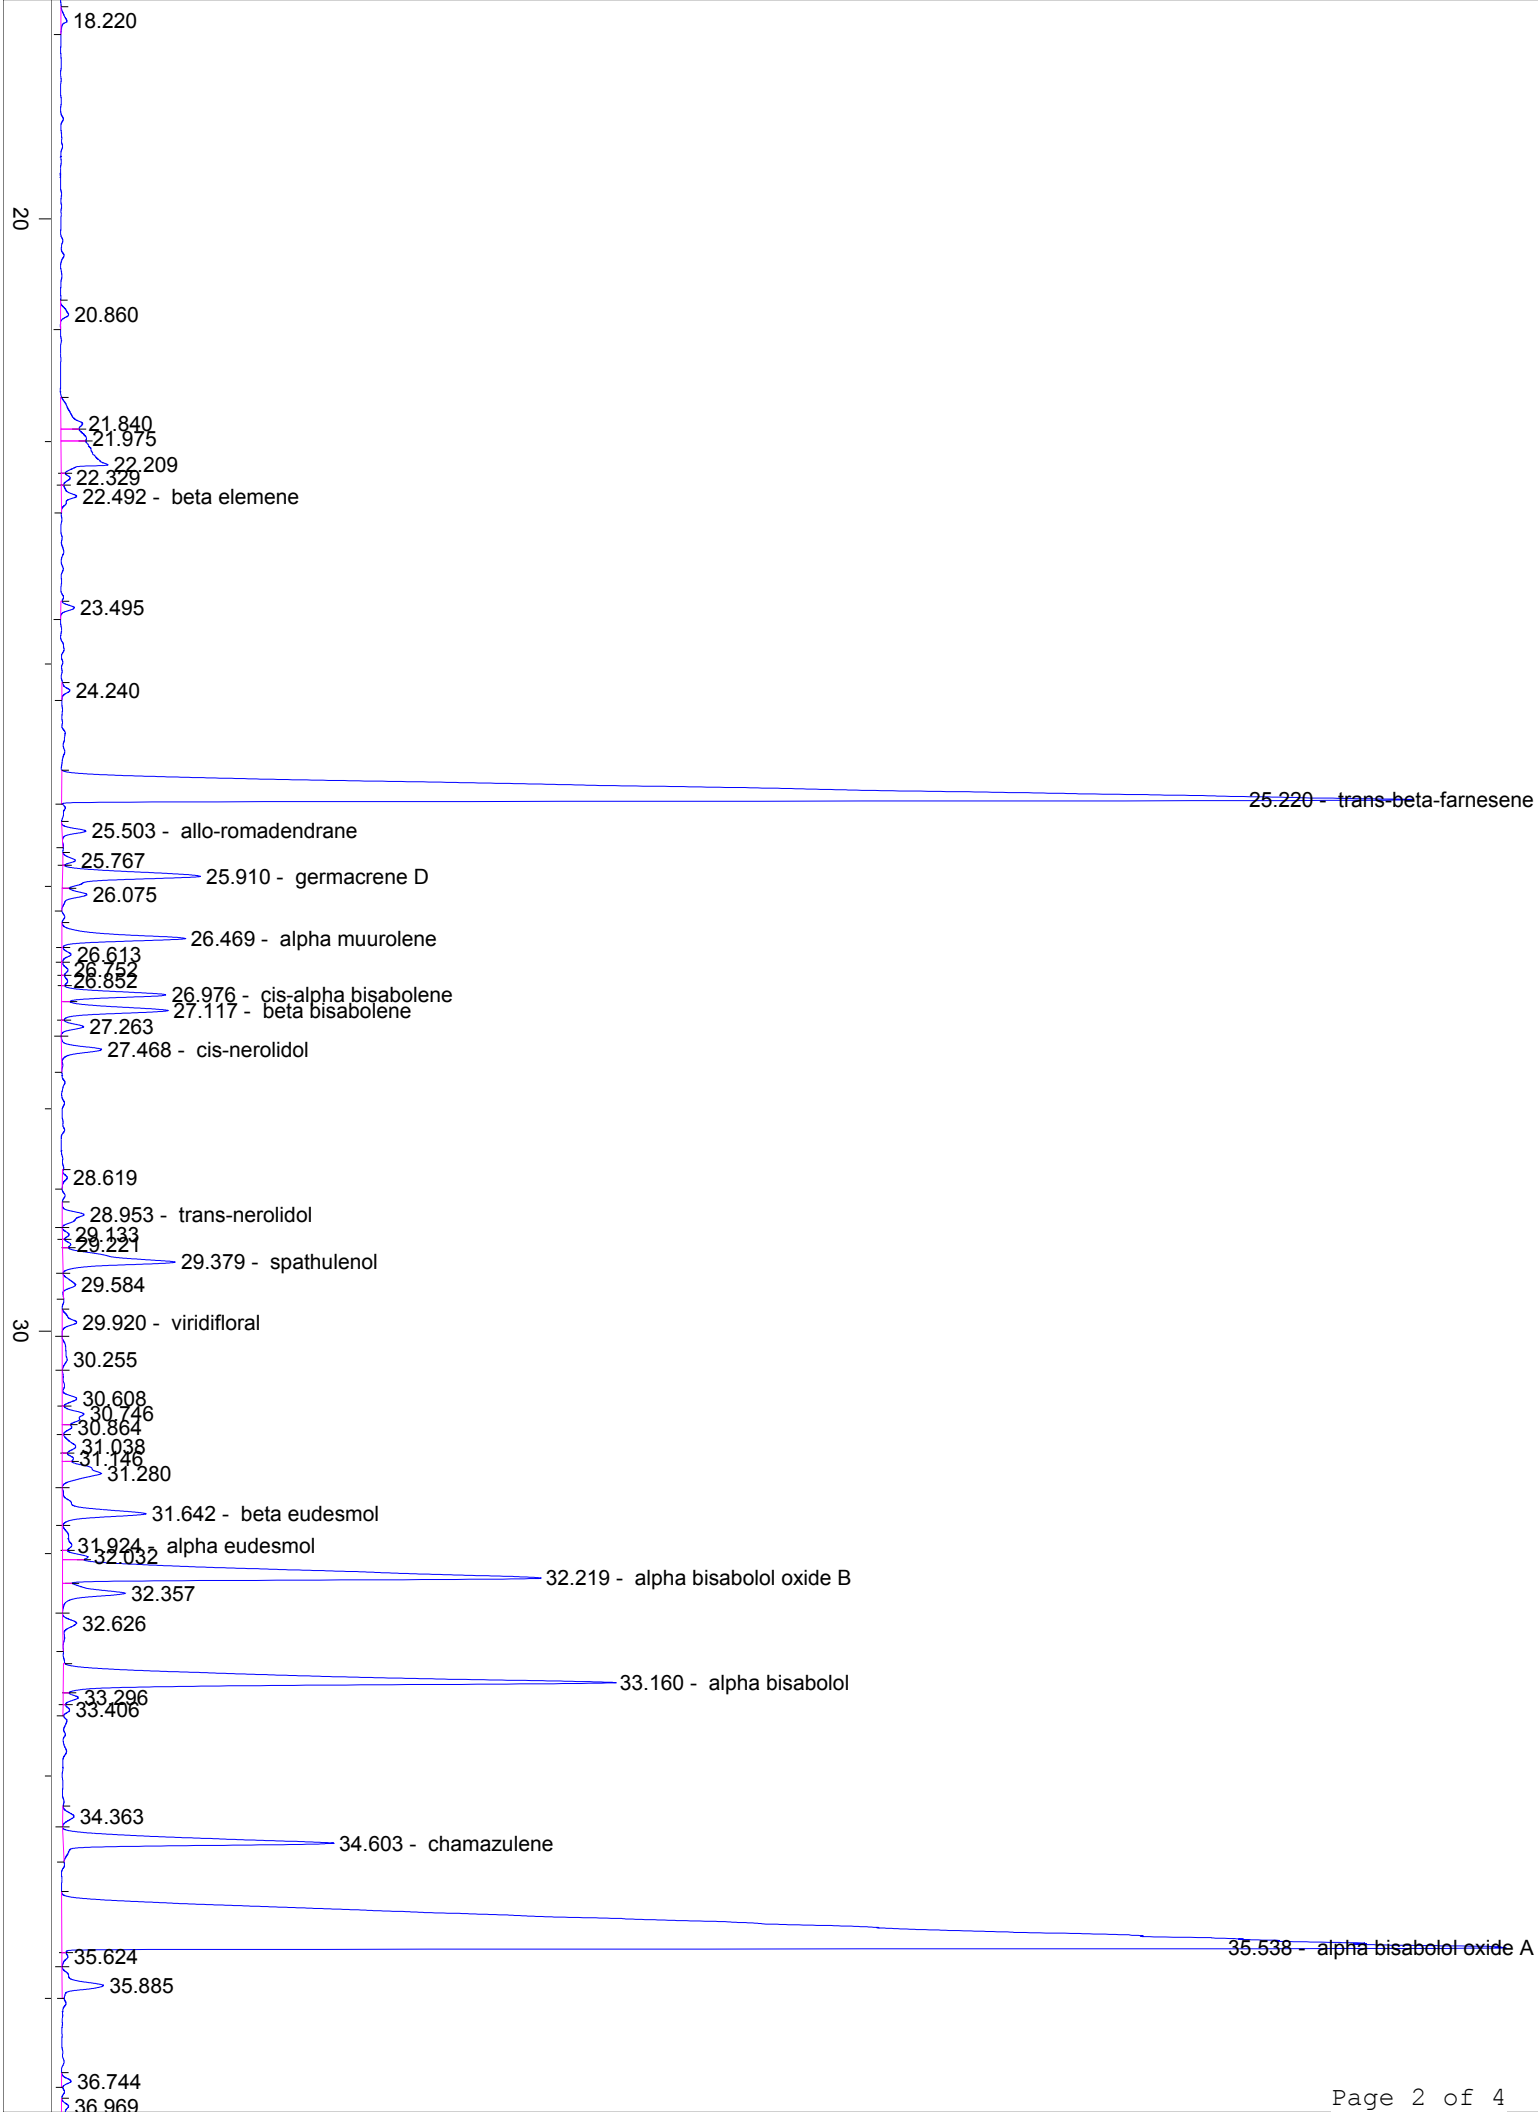 18.220
20
20.860
21.840
21.975
22.209
22.329
22.492 - beta elemene
23.495
24.240
25.220 - trans-beta-farnesene
25.503 - allo-romadendrane
25.767
25.910 - germacrene D
26.075
26.469 - alpha muurolene
26.613
26.752
26.852
26.976 - cis-alpha bisabolene
27.117 - beta bisabolene
27.263
27.468 - cis-nerolidol
28.619
28.953 - trans-nerolidol
29.133
29.221
29.379 - spathulenol
29.584
29.920 - viridifloral
30
30.255
30.608
30.746
30.864
31.038
31.146
31.280
31.642 - beta eudesmol
31.924 - alpha eudesmol
32.032
32.219 - alpha bisabolol oxide B
32.357
32.626
33.160 - alpha bisabolol
33.296
33.406
34.363
34.603 - chamazulene
35.538 - alpha bisabolol oxide A
35.624
35.885
36.744
36.969
Page 2 of 4